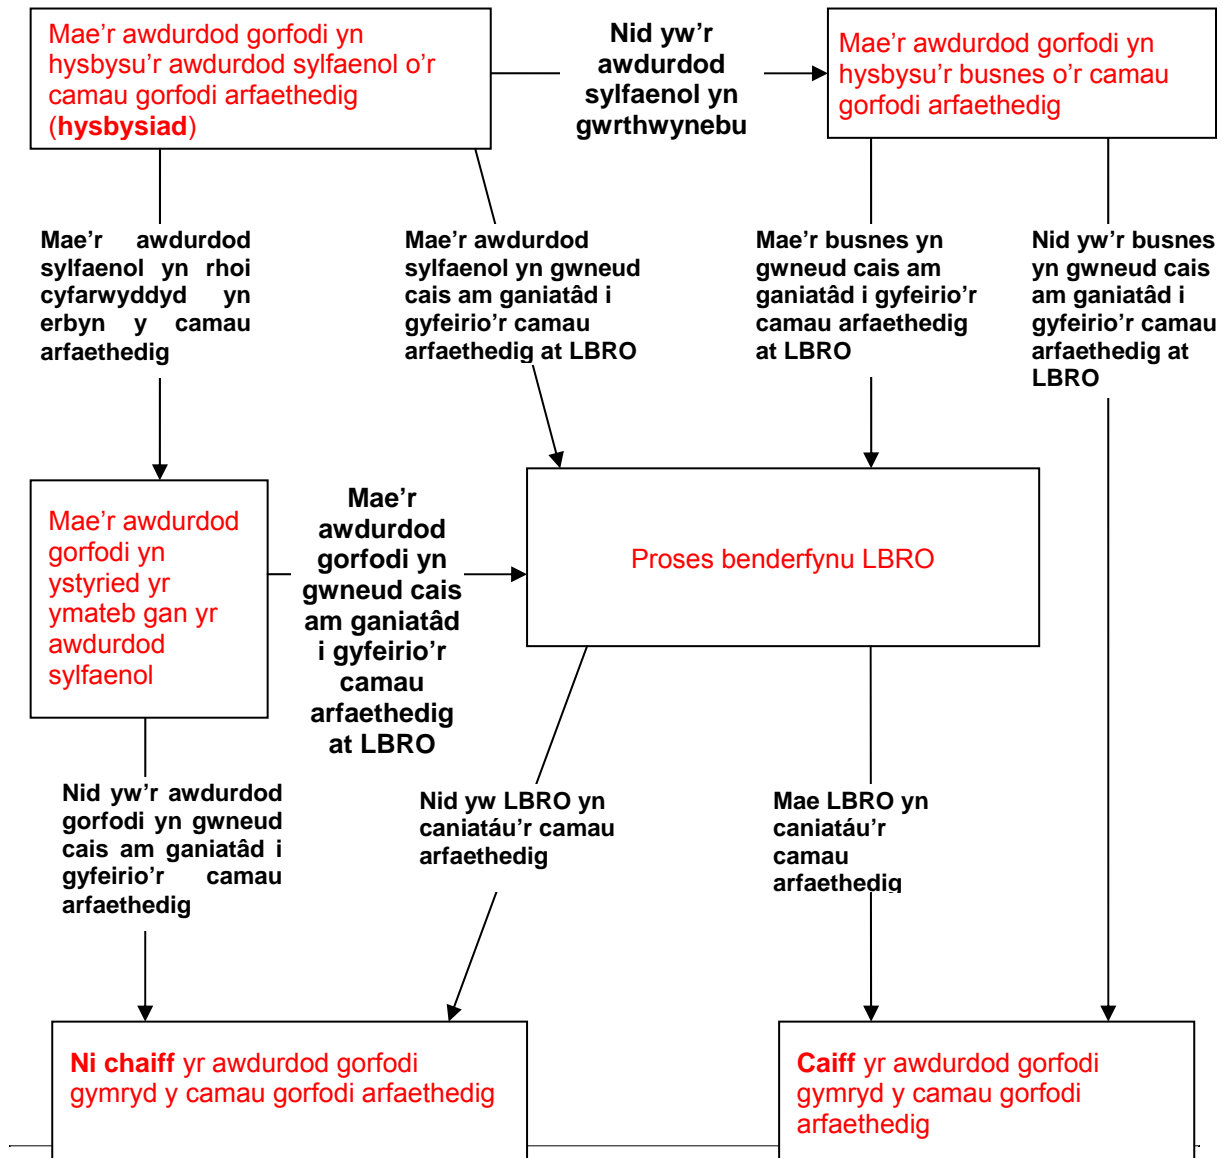 Mae'r awdurdod gorfodi yn
hysbysu'r awdurdod sylfaenol o'r
camau gorfodi arfaethedig
(hysbysiad)
Nid yw'r
awdurdod
sylfaenol yn
gwrthwynebu
Mae'r awdurdod gorfodi yn
hysbysu'r busnes o'r camau
gorfodi arfaethedig
Mae'r awdurdod
sylfaenol yn rhoi
cyfarwyddyd yn
erbyn y camau
arfaethedig
Mae'r awdurdod
sylfaenol yn gwneud
cais am ganiatâd i
gyfeirio'r camau
arfaethedig at LBRO
Mae'r busnes yn
gwneud cais am
ganiatâd i gyfeirio'r
camau arfaethedig
at LBRO
Nid yw'r busnes
yn gwneud cais
am ganiatâd i
gyfeirio'r camau
arfaethedig at
LBRO
Mae'r awdurdod
gorfodi yn
ystyried yr
ymateb gan yr
awdurdod
sylfaenol
Mae'r
awdurdod
gorfodi yn
gwneud cais
am ganiatâd
i gyfeirio'r
camau
arfaethedig
at LBRO
Proses benderfynu LBRO
Nid yw'r awdurdod
gorfodi yn gwneud
cais am ganiatâd i
gyfeirio'r camau
arfaethedig
Nid yw LBRO yn
caniatáu'r camau
arfaethedig
Mae LBRO yn
caniatáu'r
camau
arfaethedig
Ni chaiff yr awdurdod gorfodi
gymryd y camau gorfodi arfaethedig
Caiff yr awdurdod gorfodi
gymryd y camau gorfodi
arfaethedig